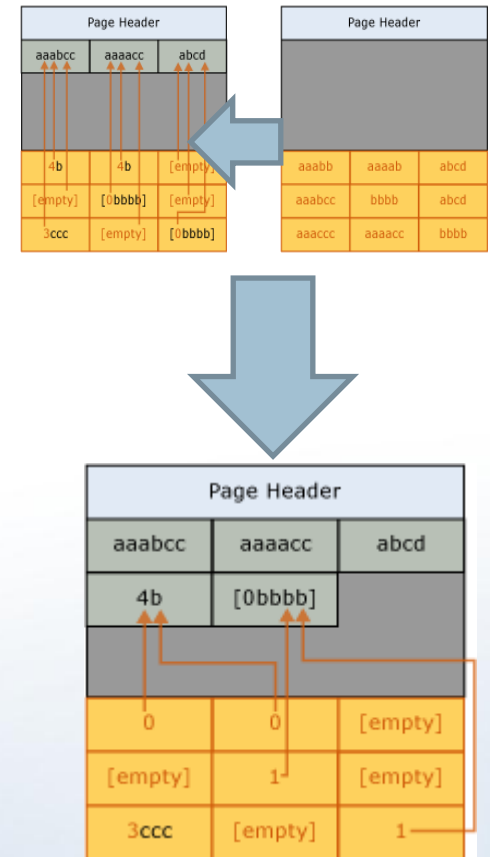 Page Header
aaabcc aaaacc abcd
4b 4b [empty]
[empty] [0bbbb] [empty]
3ccc [empty] [0bbbb]
Page Header
aaabb aaaab abcd
aaabcc bbbb abcd
aaaccc aaaacc bbbb
Page Header
aaabcc aaaacc abcd
4b [0bbbb]
0 0 [empty]
[empty] 1 [empty]
3ccc [empty] 1